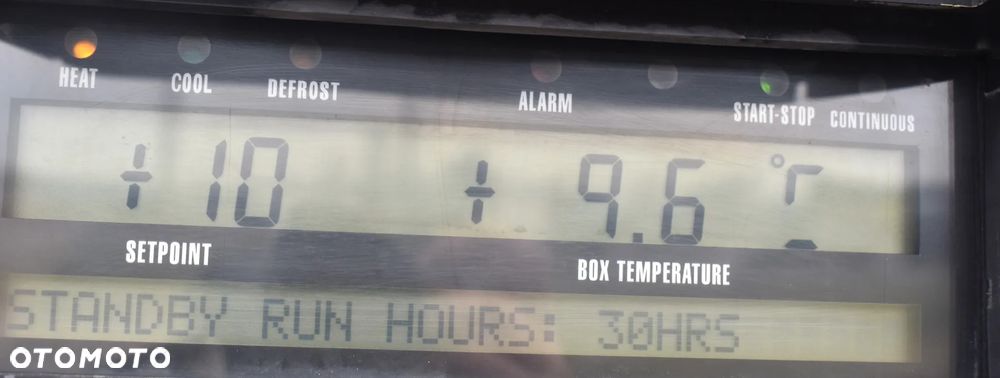 HEAT COOL DEFROST ALARM START-STOP CONTINUOUS
+10 +9.6 °C
SETPOINT BOX TEMPERATURE
STANDBY RUN HOURS: 30HRS
OTOMOTO